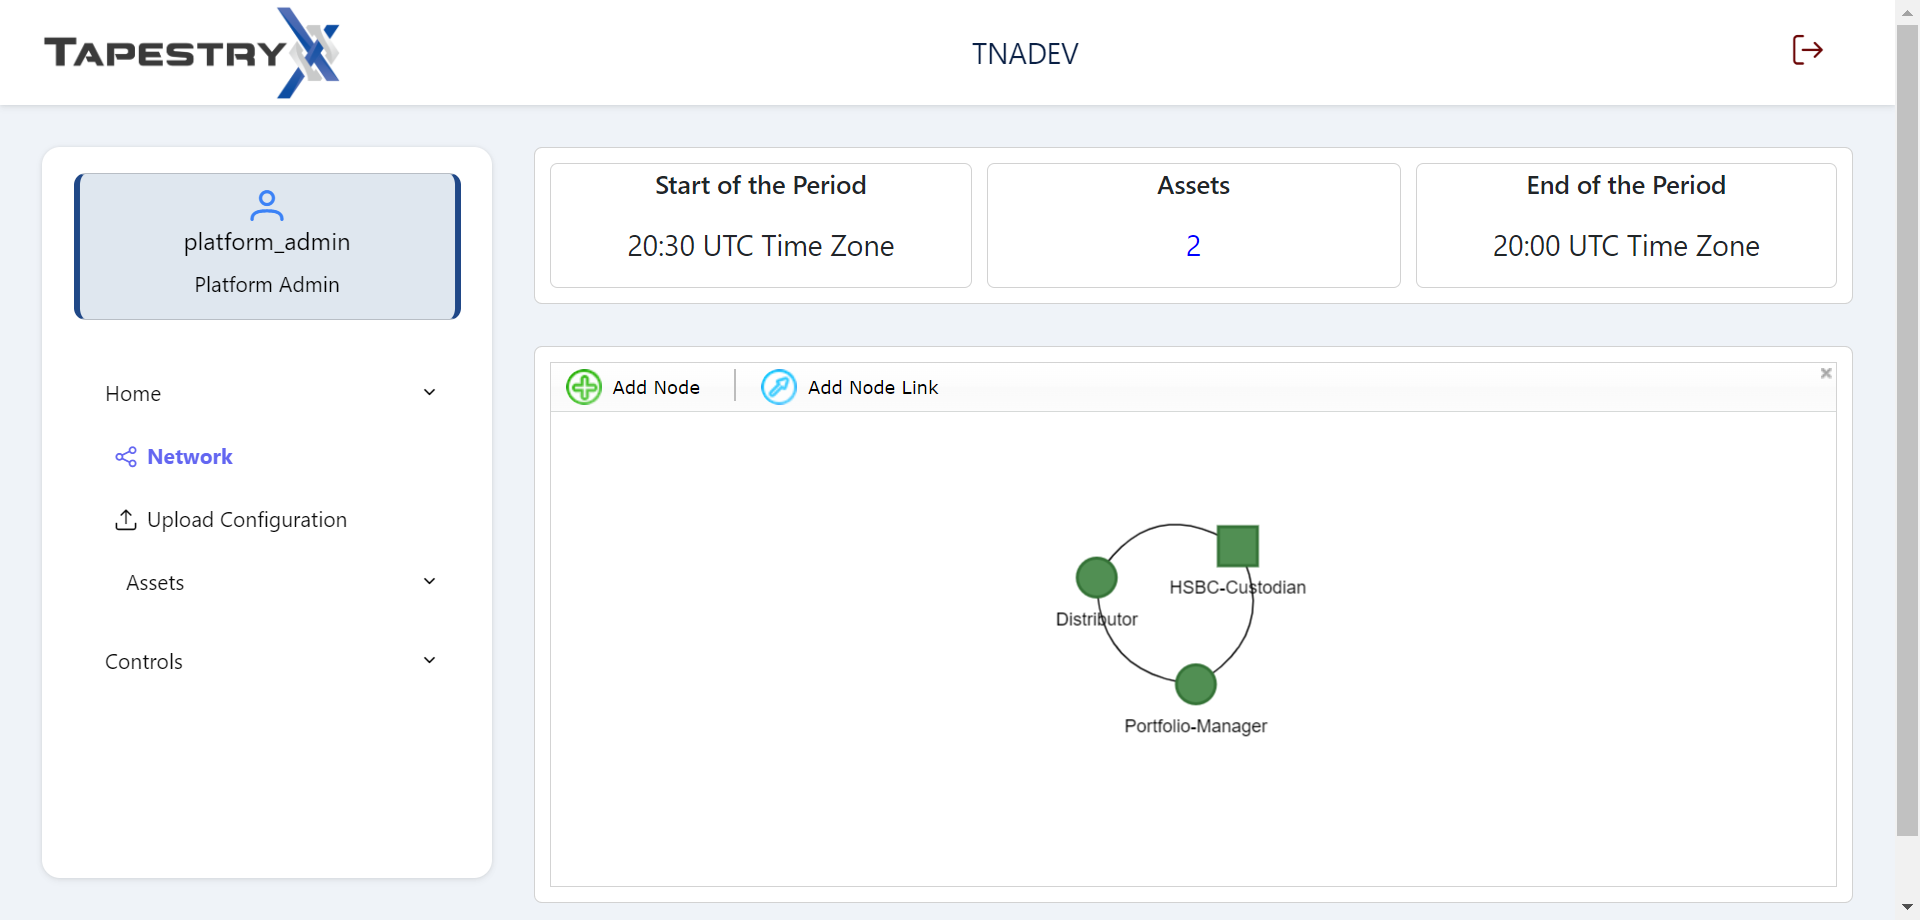 TAPESTRYX
TNADEV
platform_admin
Platform Admin
Home
Network
Upload Configuration
Assets
Controls
Start of the Period
20:30 UTC Time Zone
Assets
2
End of the Period
20:00 UTC Time Zone
Add Node
Add Node Link
HSBC-Custodian
Distributor
Portfolio-Manager